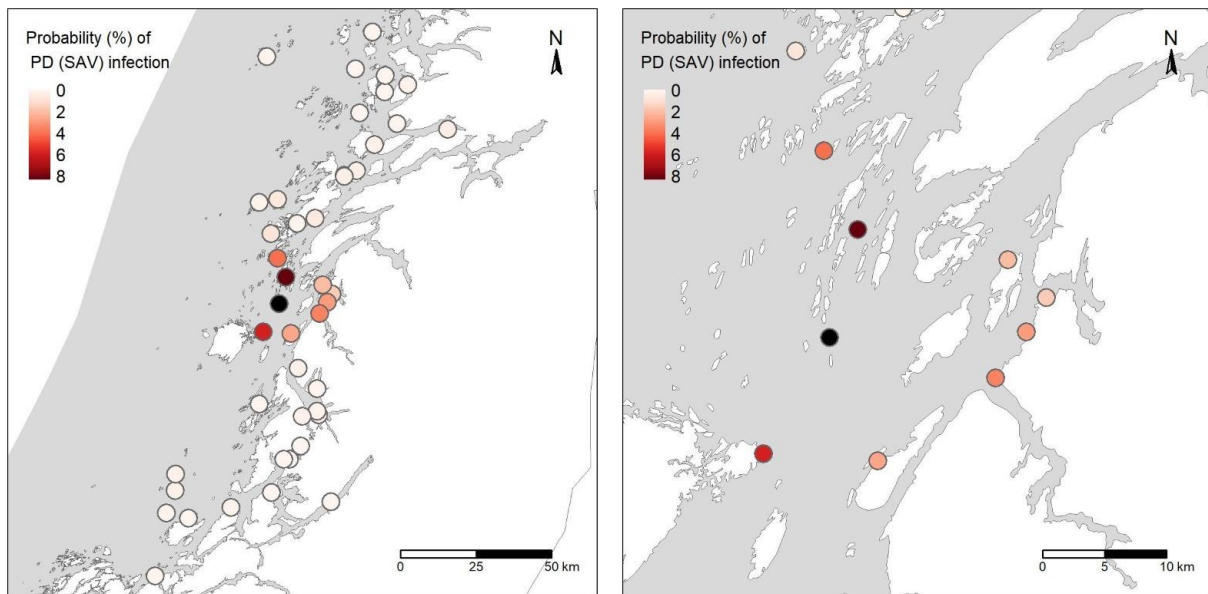 Probability (%) of
PD (SAV) infection
0
2
4
6
8
N
0 25 50 km
Probability (%) of
PD (SAV) infection
0
2
4
6
8
N
0 5 10 km